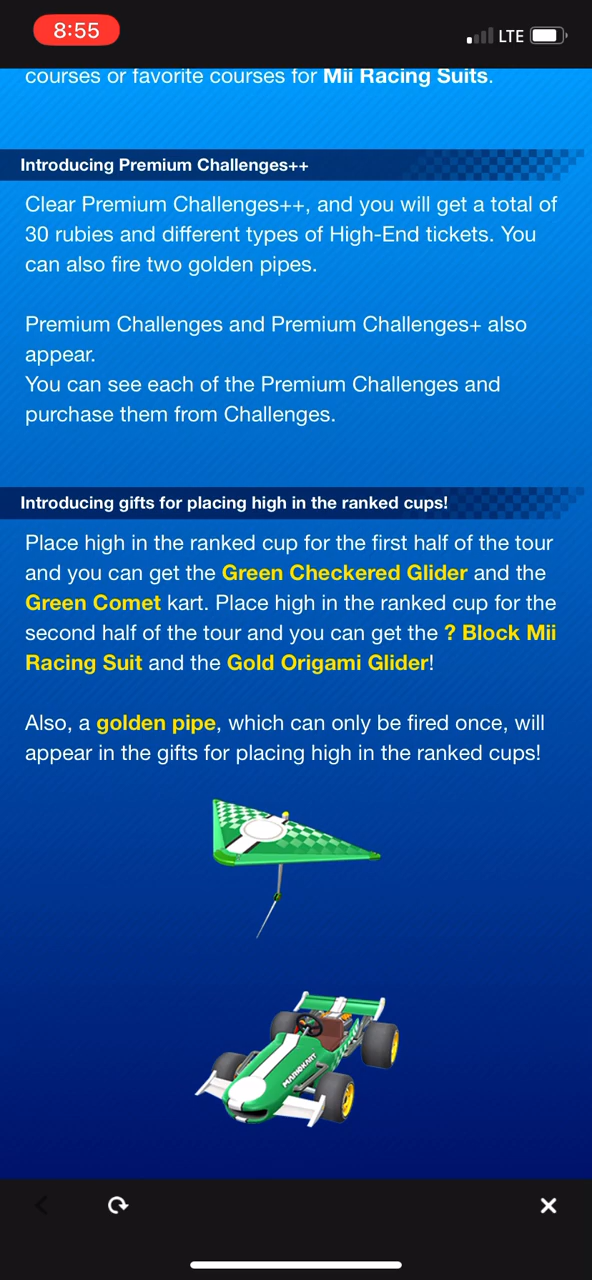 8:55
LTE
courses or favorite courses for Mii Racing Suits.
Introducing Premium Challenges++
Clear Premium Challenges++, and you will get a total of
30 rubies and different types of High-End tickets. You
can also fire two golden pipes.
Premium Challenges and Premium Challenges+ also
appear.
You can see each of the Premium Challenges and
purchase them from Challenges.
Introducing gifts for placing high in the ranked cups!
Place high in the ranked cup for the first half of the tour
and you can get the Green Checkered Glider and the
Green Comet kart. Place high in the ranked cup for the
second half of the tour and you can get the ? Block Mii
Racing Suit and the Gold Origami Glider!
Also, a golden pipe, which can only be fired once, will
appear in the gifts for placing high in the ranked cups!
MARIOKART